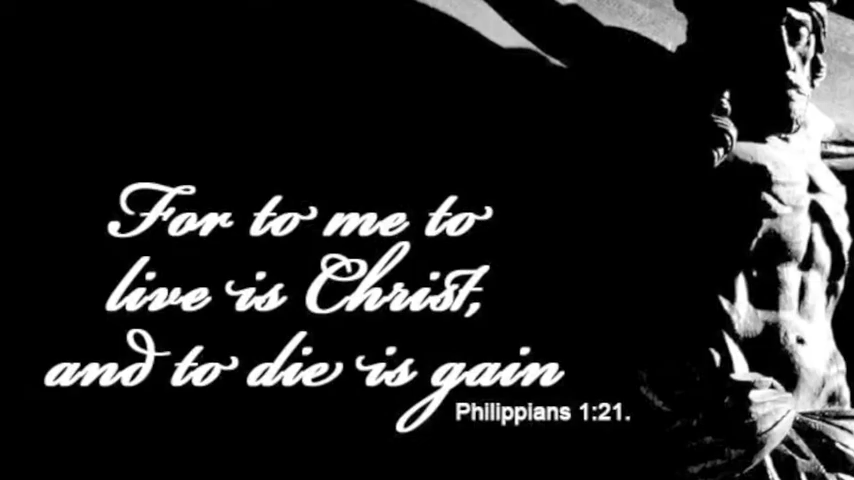 For to me to
live is Christ,
and to die is gain
Philippians 1:21.